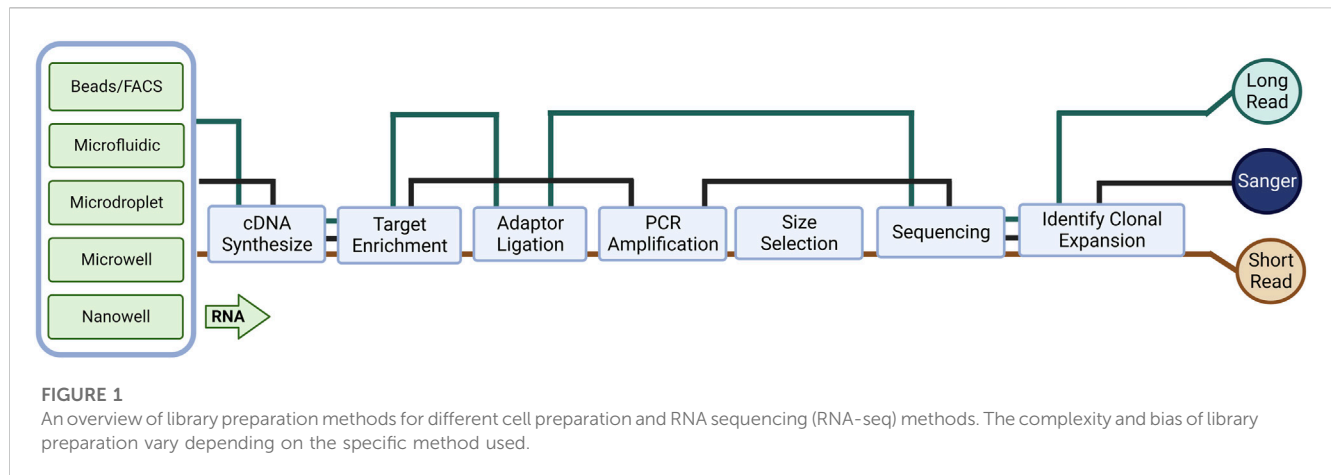 Beads/FACS
Microfluidic
Microdroplet
Microwell
Nanowell
RNA
cDNA
Synthesize
Target
Enrichment
Adaptor
Ligation
PCR
Amplification
Size
Selection
Sequencing
Identify Clonal
Expansion
Long
Read
Sanger
Short
Read
FIGURE 1
An overview of library preparation methods for different cell preparation and RNA sequencing (RNA-seq) methods. The complexity and bias of library
preparation vary depending on the specific method used.